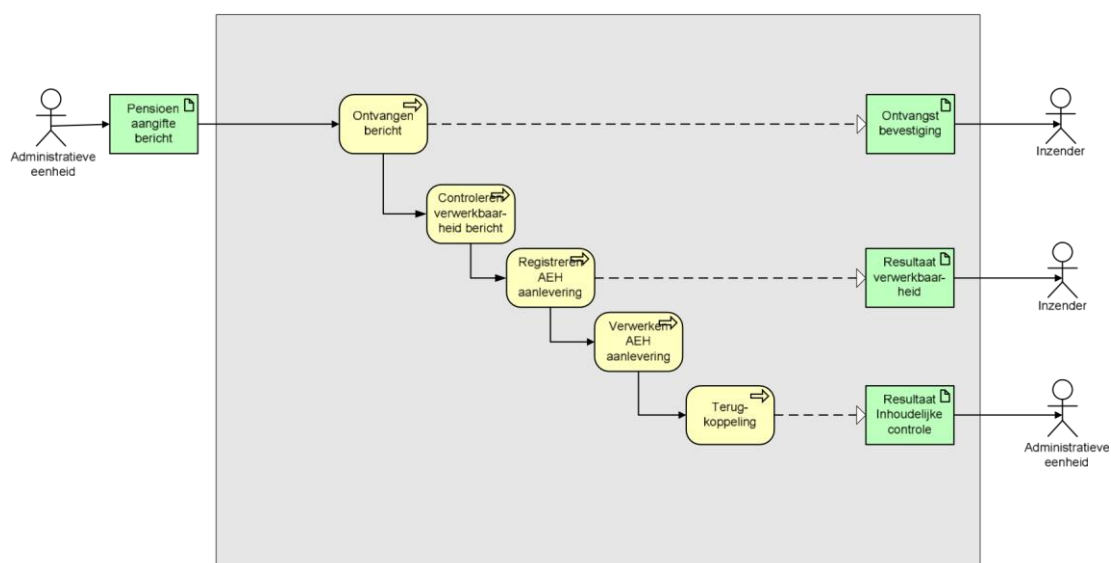 Pensioen
aangifte
bericht
Administratieve
eenheid
Ontvangen
bericht
Ontvangst
bevestiging
Inzender
Controleren
verwerkbaar-
heid bericht
Registreren
AEH
aanlevering
Resultaat
verwerkbaar-
heid
Inzender
Verwerken
AEH
aanlevering
Terug-
koppeling
Resultaat
Inhoudelijke
controle
Administratieve
eenheid